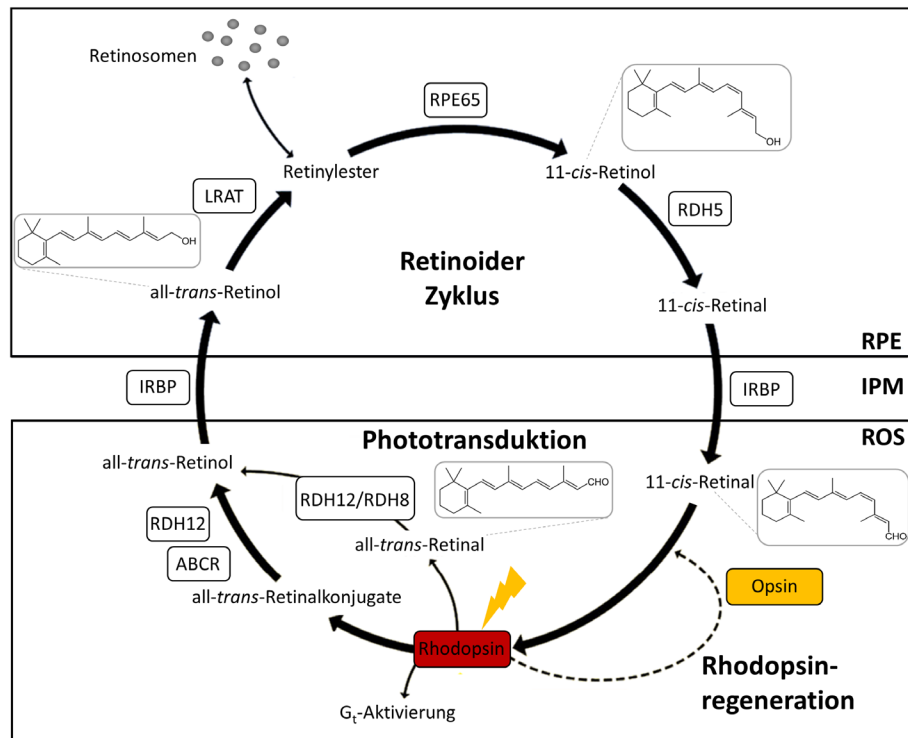 Retinosomen
RPE65
OH
Retinylester
11-cis-Retinol
LRAT
RDH5
OH
Retinoider
Zyklus
all-trans-Retinol
11-cis-Retinal
RPE
IRBP
IRBP
IPM
Phototransduktion
ROS
all-trans-Retinol
CHO
11-cis-Retinal
RDH12/RDH8
RDH12
all-trans-Retinal
CHO
ABCR
Opsin
all-trans-Retinalkonjugate
Rhodopsin
Rhodopsin-
regeneration
Gt-Aktivierung